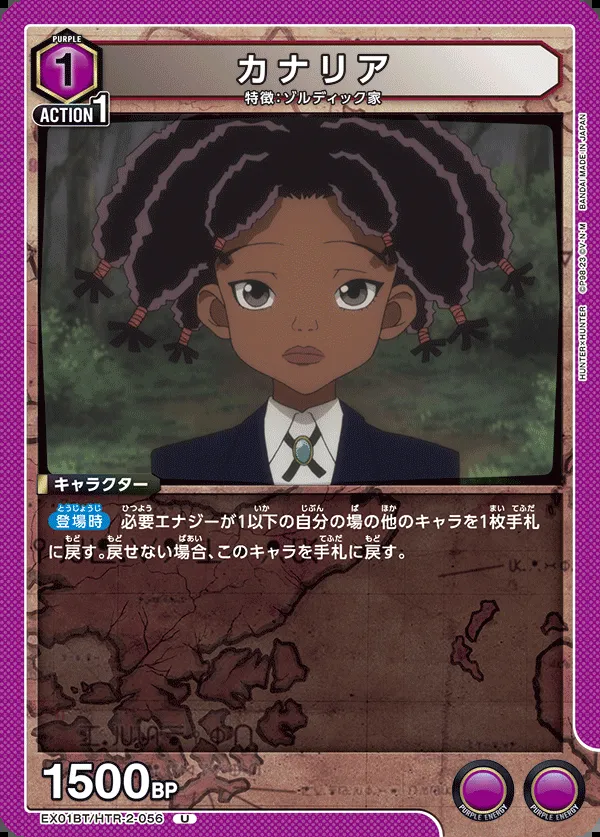 PURPLE
1
ACTION1
カナリア
特徴:ゾルディック家
HUNTER×HUNTER ©P98-23 ©V・N・M BANDAI MADE IN JAPAN
キャラクター
登場時 必要エナジーが1以下の自分の場の他のキャラを1枚手札
に戻す。戻せない場合、このキャラを手札に戻す。
1500BP
PURPLE ENERGY
PURPLE ENERGY
EX01BT/HTR-2-056 U